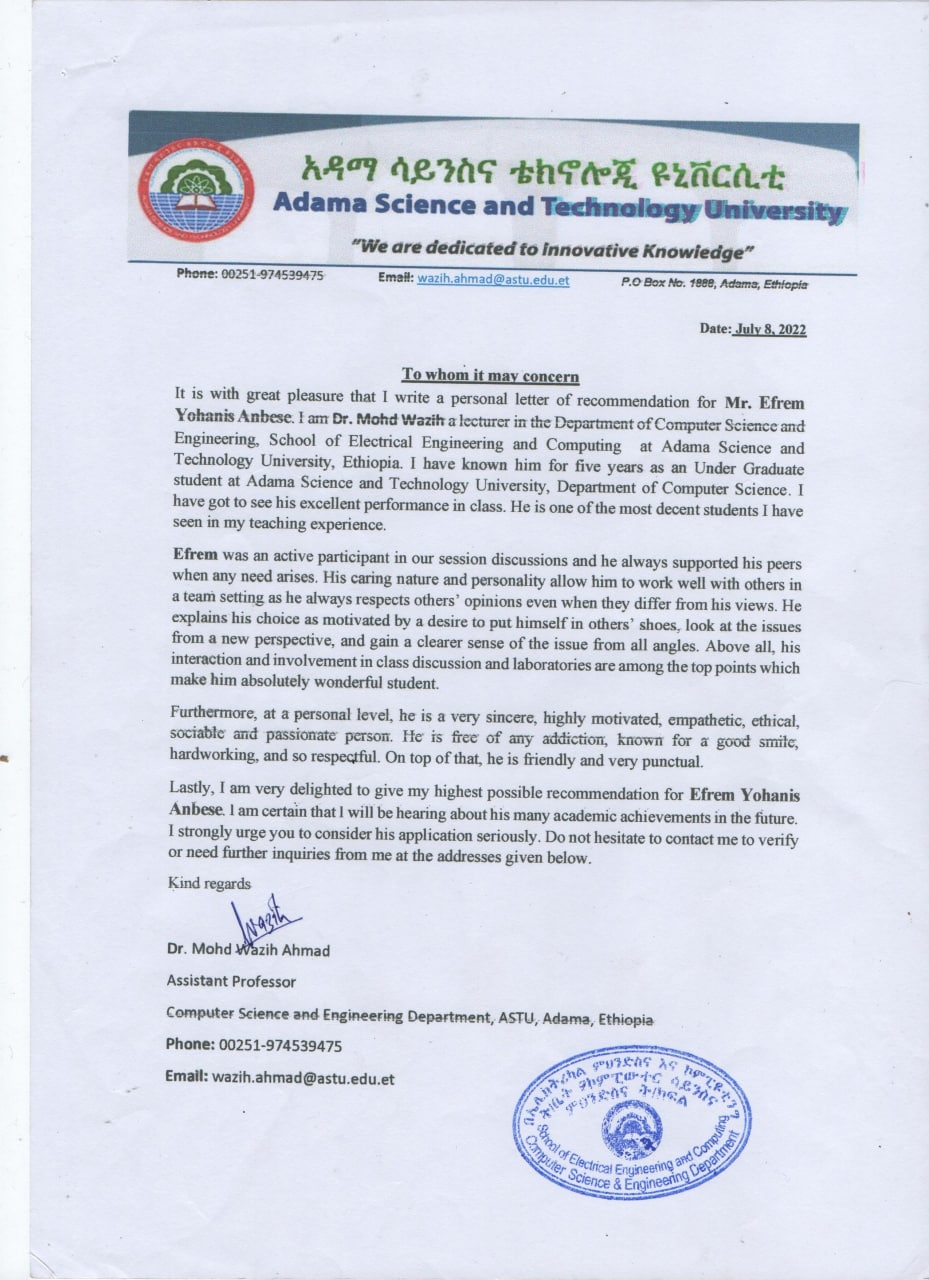 አዳማ ሳይንስና ቴክኖሎጂ ዩኒቨርሲቲ
Adama Science and Technology University
"We are dedicated to innovative Knowledge"
Phone: 00251-974539475 Email: wazih.ahmad@astu.edu.et P.O Box No. 1888, Adama, Ethiopia
Date: July 8, 2022
To whom it may concern
It is with great pleasure that I write a personal letter of recommendation for Mr. Efrem
Yohanis Anbese. I am Dr. Mohd Wazih a lecturer in the Department of Computer Science and
Engineering, School of Electrical Engineering and Computing at Adama Science and
Technology University, Ethiopia. I have known him for five years as an Under Graduate
student at Adama Science and Technology University, Department of Computer Science. I
have got to see his excellent performance in class. He is one of the most decent students I have
seen in my teaching experience.
Efrem was an active participant in our session discussions and he always supported his peers
when any need arises. His caring nature and personality allow him to work well with others in
a team setting as he always respects others' opinions even when they differ from his views. He
explains his choice as motivated by a desire to put himself in others' shoes, look at the issues
from a new perspective, and gain a clearer sense of the issue from all angles. Above all, his
interaction and involvement in class discussion and laboratories are among the top points which
make him absolutely wonderful student.
Furthermore, at a personal level, he is a very sincere, highly motivated, empathetic, ethical,
sociable and passionate person. He is free of any addiction, known for a good smile,
hardworking, and so respectful. On top of that, he is friendly and very punctual.
Lastly, I am very delighted to give my highest possible recommendation for Efrem Yohanis
Anbese. I am certain that I will be hearing about his many academic achievements in the future.
I strongly urge you to consider his application seriously. Do not hesitate to contact me to verify
or need further inquiries from me at the addresses given below.
Kind regards
Wazih
Dr. Mohd Wazih Ahmad
Assistant Professor
Computer Science and Engineering Department, ASTU, Adama, Ethiopia
Phone: 00251-974539475
Email: wazih.ahmad@astu.edu.et
በኤሌክትሪካል ምህንድስና እና ኮምፒዩቲንግ
ት/ቤት የኮምፒውተር ሳይንስና
ምህንድስና ት/ክፍል
School of Electrical Engineering and Computing
Computer Science & Engineering Department